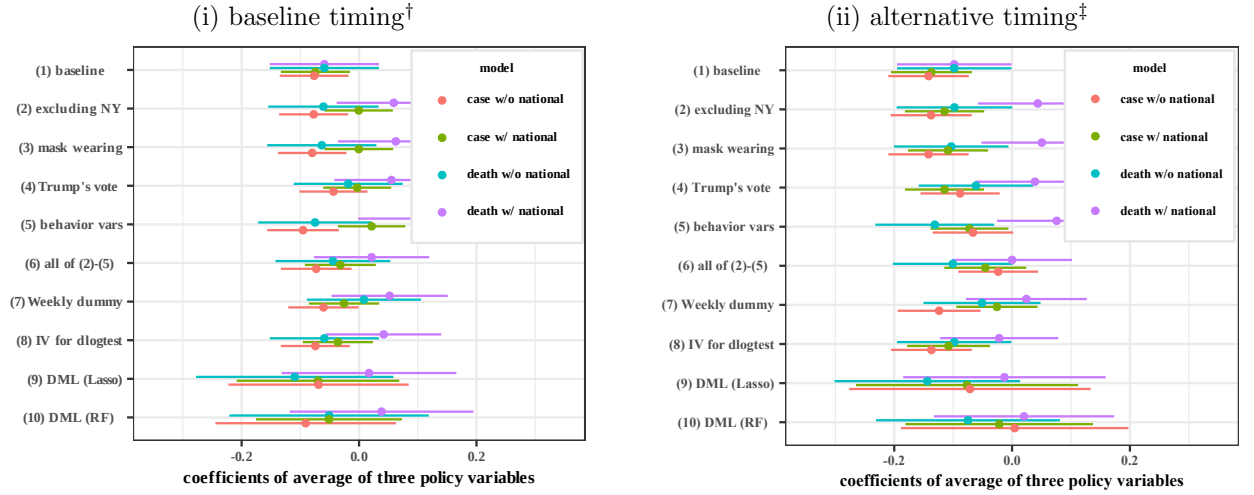 (i) baseline timing†
(1) baseline
(2) excluding NY
(3) mask wearing
(4) Trump's vote
(5) behavior vars
(6) all of (2)-(5)
(7) Weekly dummy
(8) IV for dlogtest
(9) DML (Lasso)
(10) DML (RF)
model
case w/o national
case w/ national
death w/o national
death w/ national
-0.2 0.0 0.2
coefficients of average of three policy variables
(ii) alternative timing‡
(1) baseline
(2) excluding NY
(3) mask wearing
(4) Trump's vote
(5) behavior vars
(6) all of (2)-(5)
(7) Weekly dummy
(8) IV for dlogtest
(9) DML (Lasso)
(10) DML (RF)
model
case w/o national
case w/ national
death w/o national
death w/ national
-0.2 0.0 0.2
coefficients of average of three policy variables